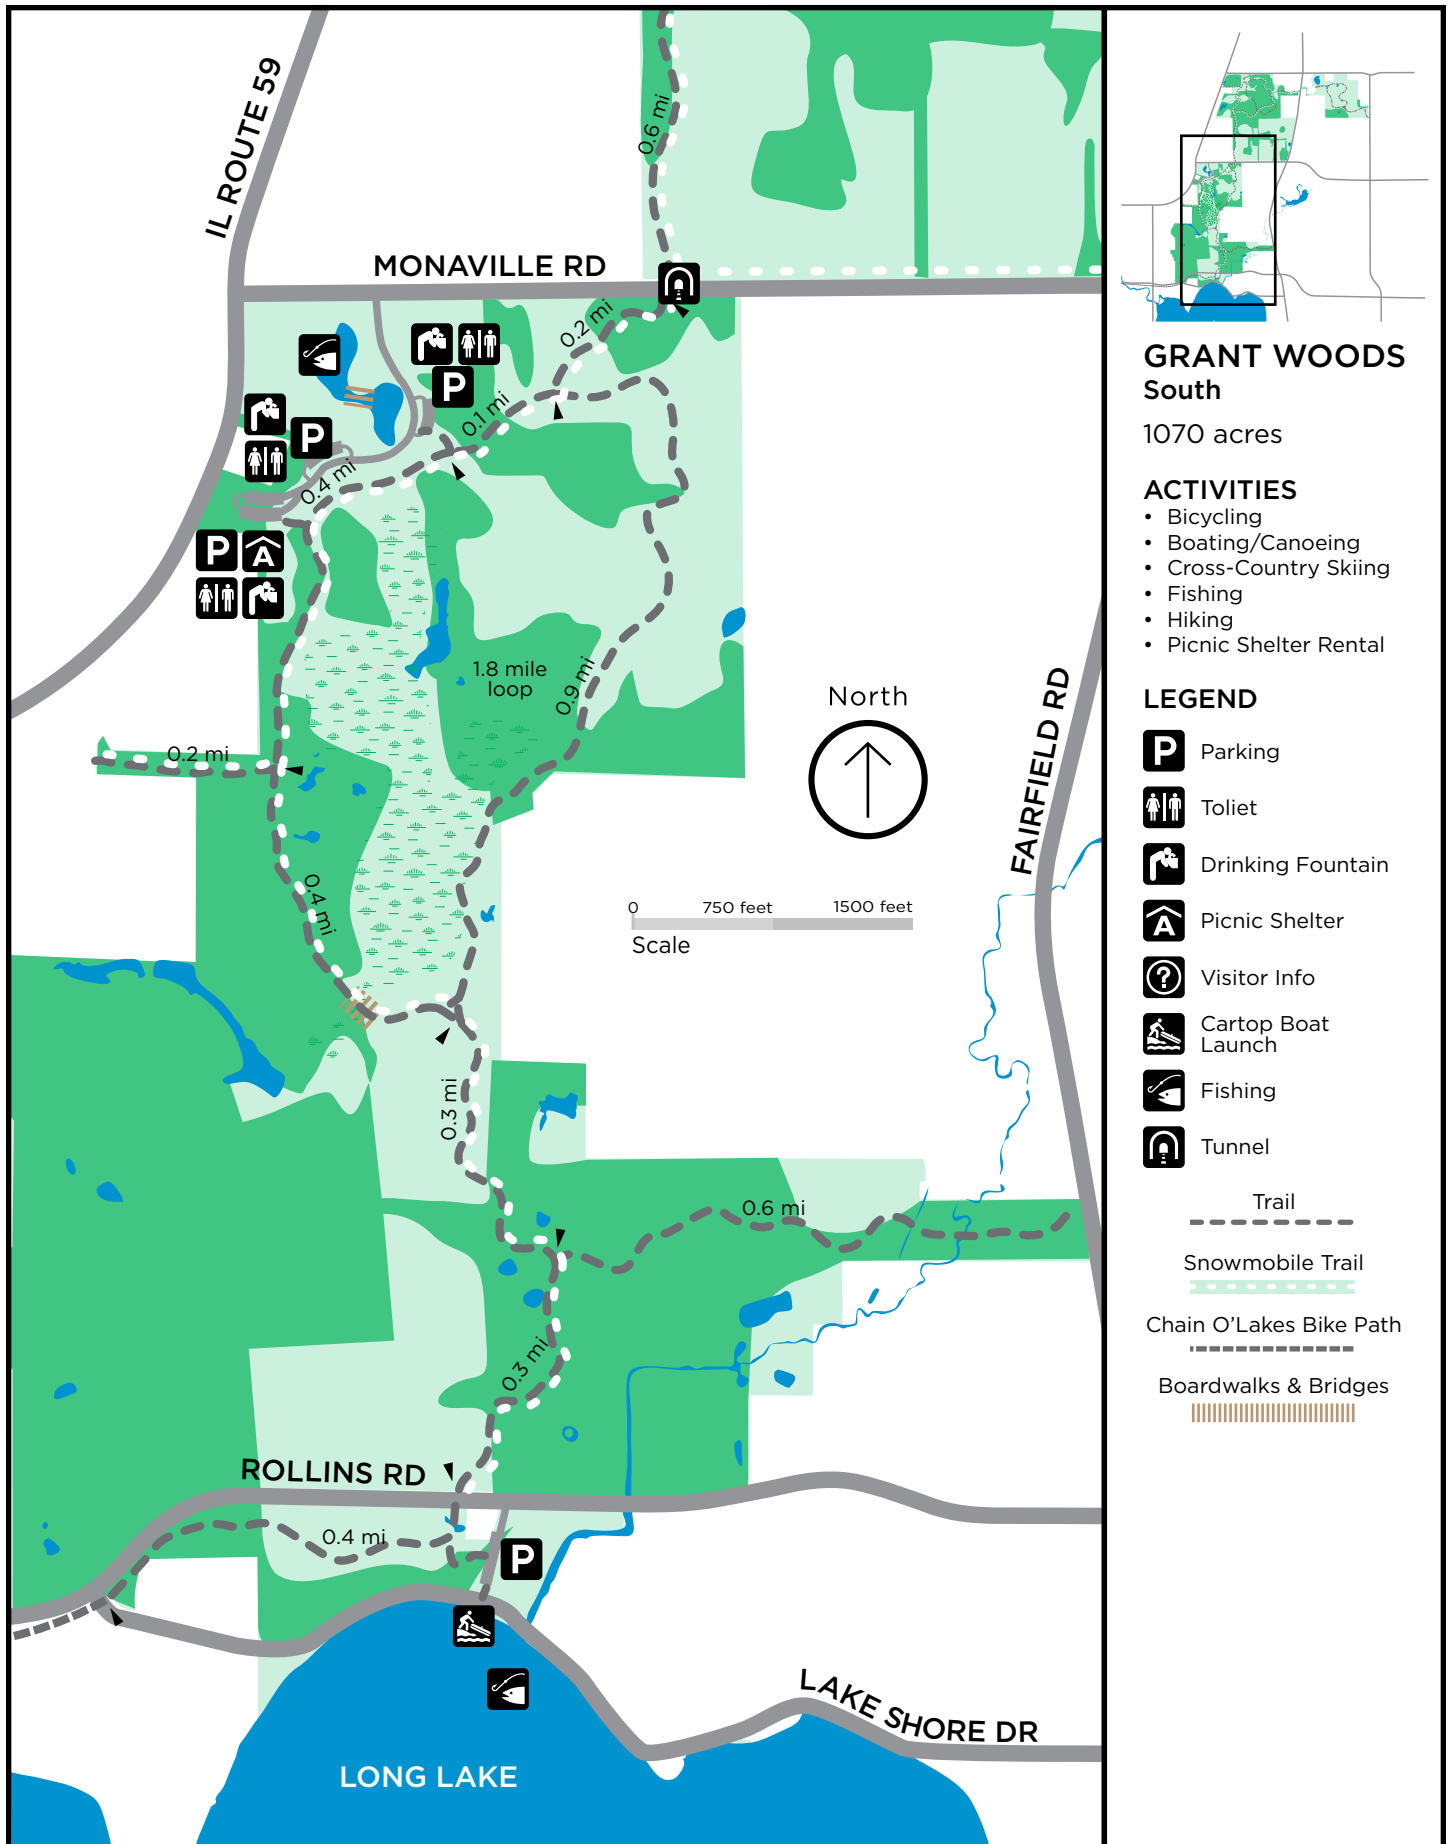 IL ROUTE 59
0.6 mi
MONAVILLE RD
0.2 mi
P
0.1 mi
P
0.4 mi
P
A
1.8 mile
loop
0.9 mi
North
0.2 mi
FAIRFIELD RD
0.4 mi
0
750 feet
1500 feet
Scale
0.3 mi
0.6 mi
0.3 mi
ROLLINS RD
0.4 mi
P
LAKE SHORE DR
LONG LAKE
GRANT WOODS
South
1070 acres
ACTIVITIES
• Bicycling
• Boating/Canoeing
• Cross-Country Skiing
• Fishing
• Hiking
• Picnic Shelter Rental
LEGEND
P Parking
Toliet
Drinking Fountain
A Picnic Shelter
? Visitor Info
Cartop Boat
Launch
Fishing
Tunnel
Trail
Snowmobile Trail
Chain O'Lakes Bike Path
Boardwalks & Bridges